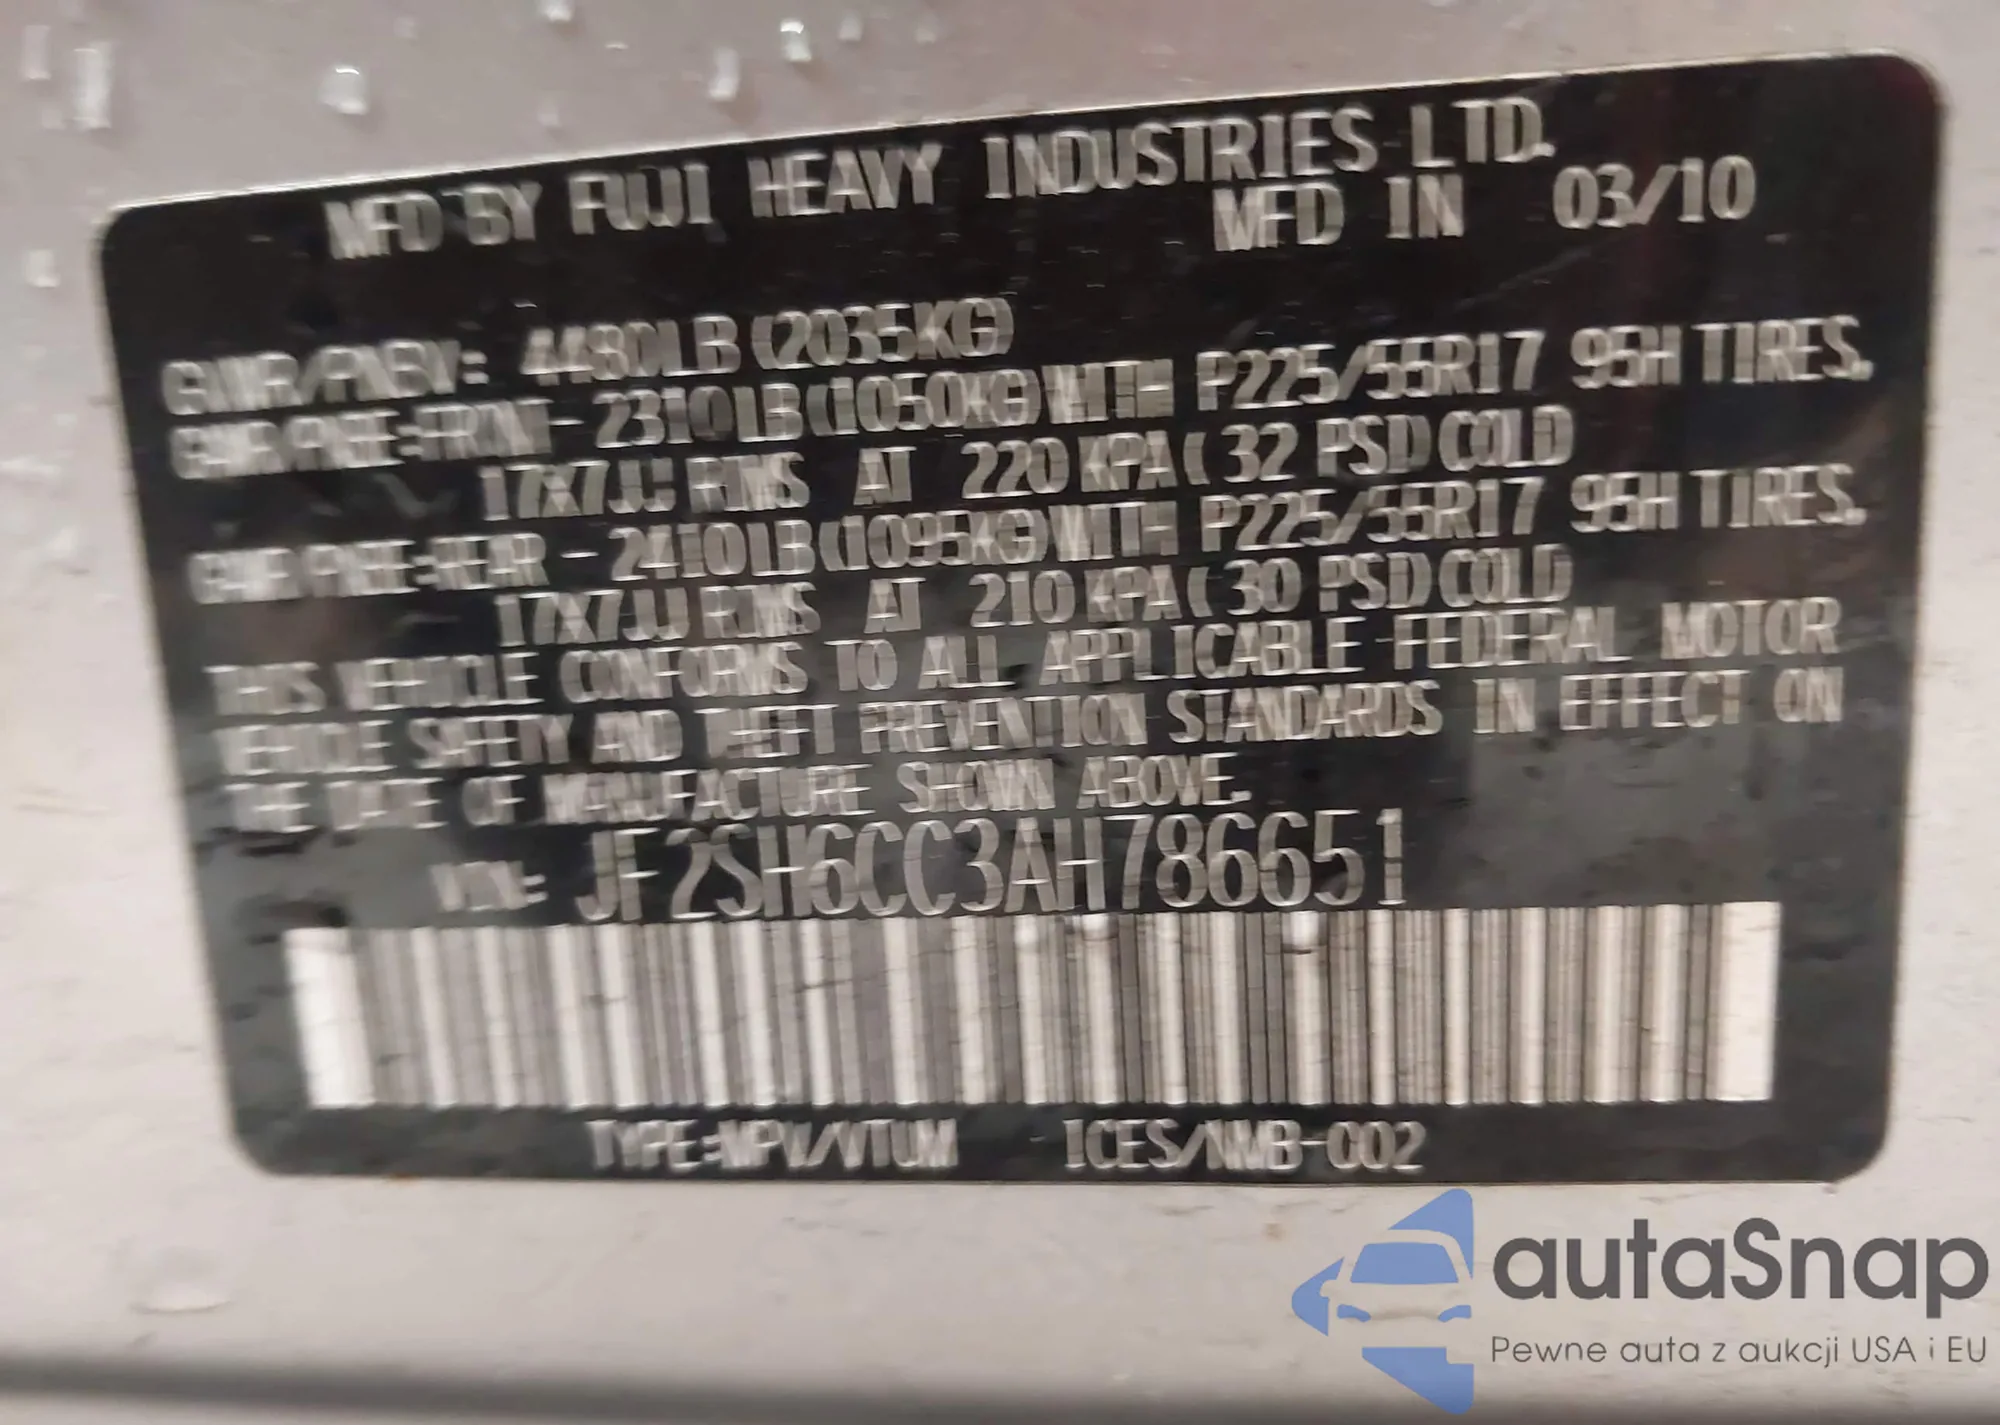 MFD BY FUJI HEAVY INDUSTRIES LTD.
MFD IN 03/10
GVWR/PNBV: 4480LB (2035KG)
GAWR/PNBE:FRONT- 2310LB(1050KG)WITH P225/55R17 95H TIRES.
17X7JJ RIMS AT 220 KPA( 32 PSI)COLD
GAWR/PNBE:REAR - 2410LB(1095KG)WITH P225/55R17 95H TIRES.
17X7JJ RIMS AT 210 KPA( 30 PSI)COLD
THIS VEHICLE CONFORMS TO ALL APPLICABLE FEDERAL MOTOR
VEHICLE SAFETY AND THEFT PREVENTION STANDARDS IN EFFECT ON
THE DATE OF MANUFACTURE SHOWN ABOVE.
VIN: JF2SH6CC3AH786651
TYPE:MPV/VTUM ICES/NMB-002
autaSnap
Pewne auta z aukcji USA i EU